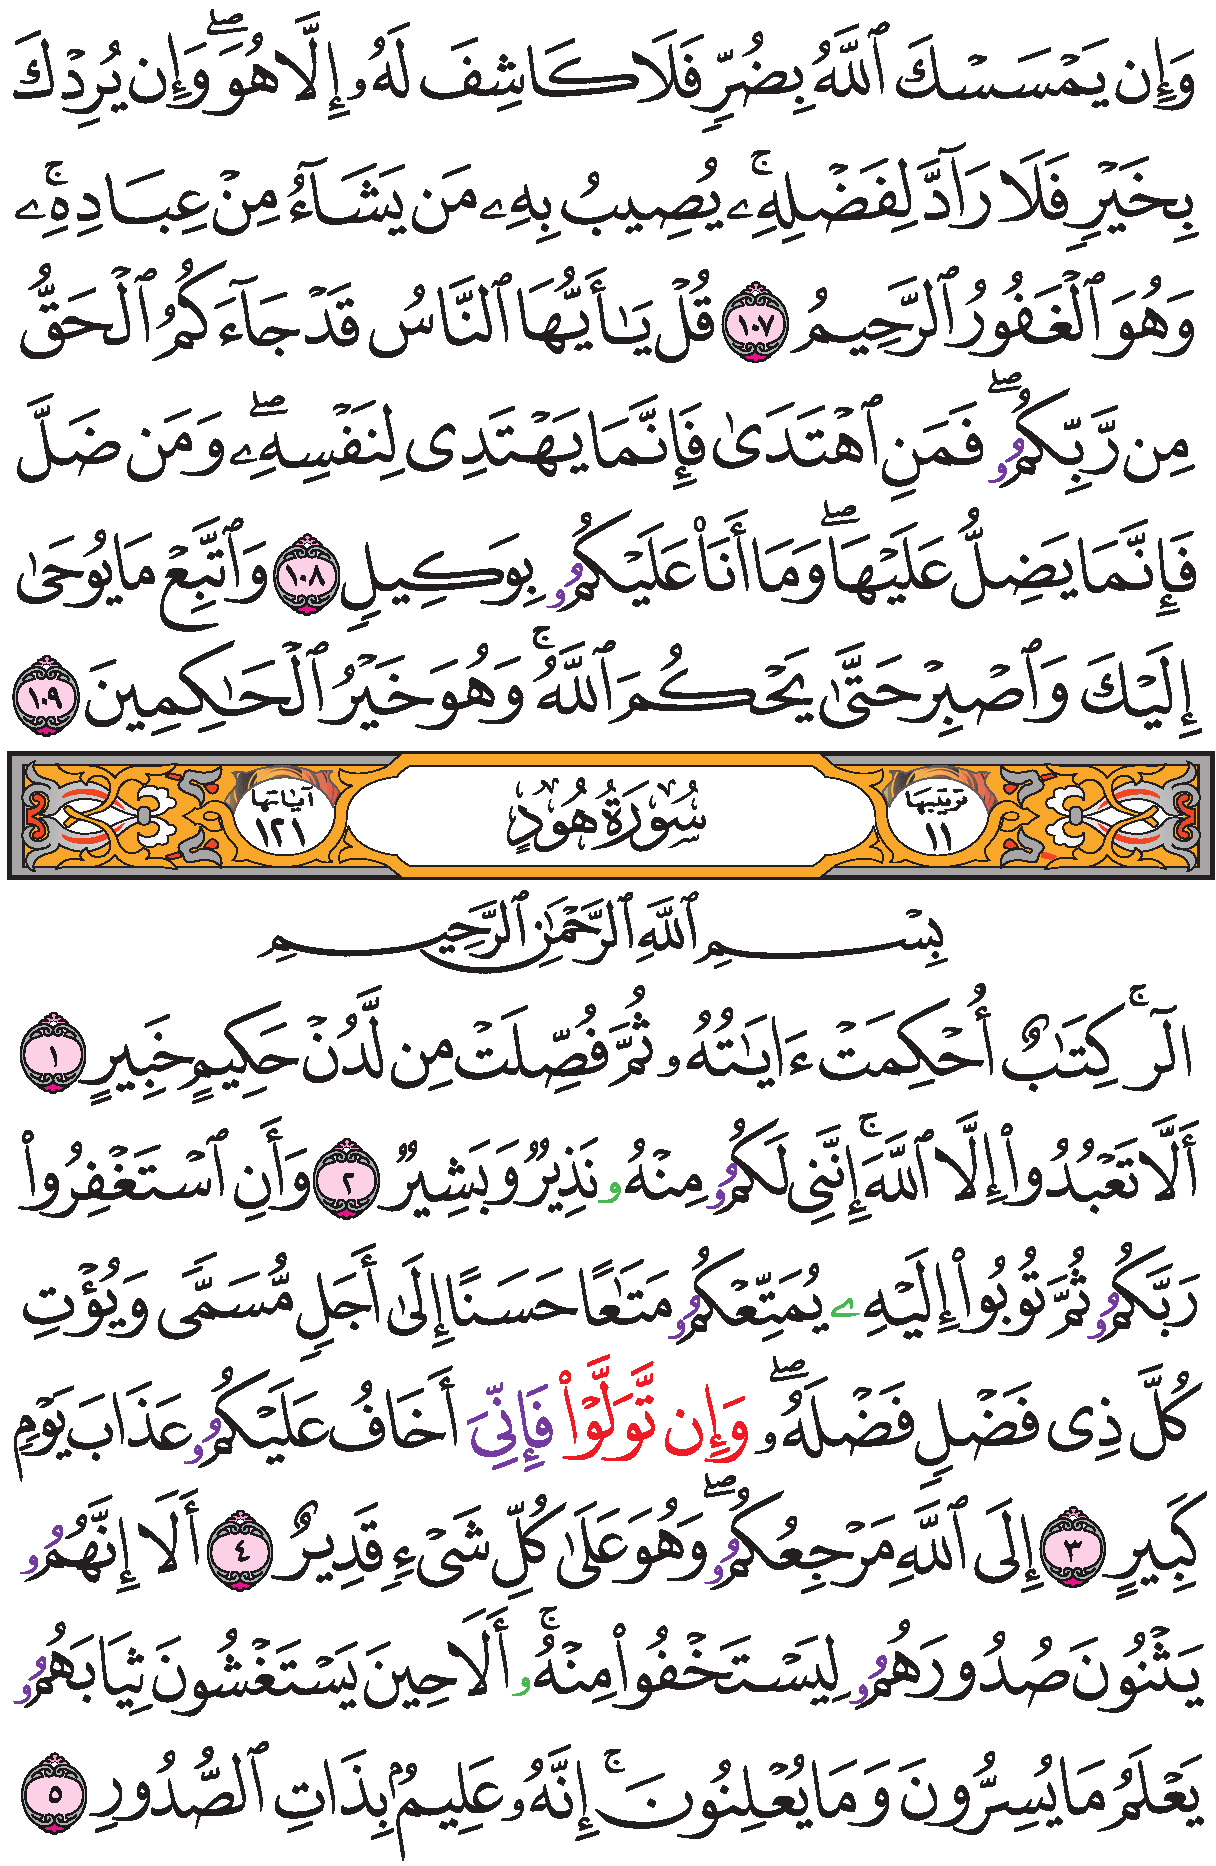 وَإِن يَمْسَسْكَ ٱللَّهُ بِضُرٍّ فَلَا كَاشِفَ لَهُۥ إِلَّا هُوَ ۖ وَإِن يُرِدْكَ
بِخَيْرٍ فَلَا رَآدَّ لِفَضْلِهِۦ ۚ يُصِيبُ بِهِۦ مَن يَشَآءُ مِنْ عِبَادِهِۦ ۚ
وَهُوَ ٱلْغَفُورُ ٱلرَّحِيمُ ١٠٧ قُلْ يَـٰٓأَيُّهَا ٱلنَّاسُ قَدْ جَآءَكُمُ ٱلْحَقُّ
مِن رَّبِّكُمُۥ ۖ فَمَنِ ٱهْتَدَىٰ فَإِنَّمَا يَهْتَدِى لِنَفْسِهِۦ ۖ وَمَن ضَلَّ
فَإِنَّمَا يَضِلُّ عَلَيْهَا ۖ وَمَا أَنَا۠ عَلَيْكُمُۥ بِوَكِيلٍ ١٠٨ وَٱتَّبِعْ مَا يُوحَىٰ
إِلَيْكَ وَٱصْبِرْ حَتَّىٰ يَحْكُمَ ٱللَّهُ ۚ وَهُوَ خَيْرُ ٱلْحَـٰكِمِينَ ١٠٩
ترتيبها ١١ سُورَةُ هُودٍ آياتها ١٢١
بِسْمِ ٱللَّهِ ٱلرَّحْمَـٰنِ ٱلرَّحِيمِ
الٓر ۚ كِتَـٰبٌ أُحْكِمَتْ ءَايَـٰتُهُۥ ثُمَّ فُصِّلَتْ مِن لَّدُنْ حَكِيمٍ خَبِيرٍ ١
أَلَّا تَعْبُدُوا۟ إِلَّا ٱللَّهَ ۚ إِنَّنِى لَكُمُۥ مِنْهُۥ نَذِيرٌ وَبَشِيرٌ ٢ وَأَنِ ٱسْتَغْفِرُوا۟
رَبَّكُمُۥ ثُمَّ تُوبُوا۟ إِلَيْهِۦ يُمَتِّعْكُمُۥ مَتَـٰعًا حَسَنًا إِلَىٰ أَجَلٍ مُّسَمًّى وَيُؤْتِ
كُلَّ ذِى فَضْلٍ فَضْلَهُۥ ۖ وَإِن تَّوَلَّوْا۟ فَإِنِّىَ أَخَافُ عَلَيْكُمُۥ عَذَابَ يَوْمٍ
كَبِيرٍ ٣ إِلَى ٱللَّهِ مَرْجِعُكُمُۥ ۖ وَهُوَ عَلَىٰ كُلِّ شَىْءٍ قَدِيرٌ ٤ أَلَا إِنَّهُمُۥ
يَثْنُونَ صُدُورَهُمُۥ لِيَسْتَخْفُوا۟ مِنْهُۥ ۚ أَلَا حِينَ يَسْتَغْشُونَ ثِيَابَهُمُۥ
يَعْلَمُ مَا يُسِرُّونَ وَمَا يُعْلِنُونَ ۚ إِنَّهُۥ عَلِيمٌۢ بِذَاتِ ٱلصُّدُورِ ٥